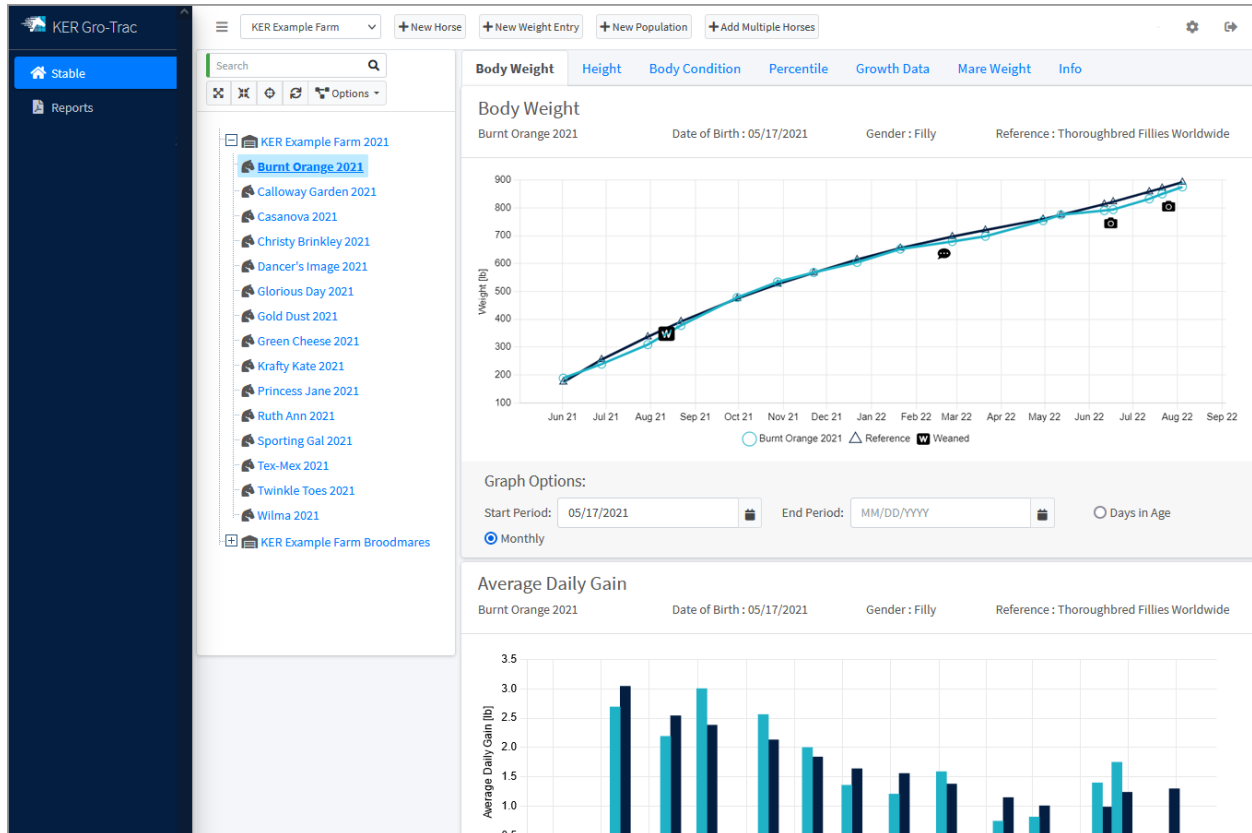 KER Gro-Trac
Stable
Reports
KER Example Farm
New Horse
New Weight Entry
New Population
Add Multiple Horses
Search
Options
KER Example Farm 2021
Burnt Orange 2021
Calloway Garden 2021
Casanova 2021
Christy Brinkley 2021
Dancer's Image 2021
Glorious Day 2021
Gold Dust 2021
Green Cheese 2021
Krafty Kate 2021
Princess Jane 2021
Ruth Ann 2021
Sporting Gal 2021
Tex-Mex 2021
Twinkle Toes 2021
Wilma 2021
KER Example Farm Broodmares
Body Weight Height Body Condition Percentile Growth Data Mare Weight Info
Body Weight
Burnt Orange 2021 Date of Birth : 05/17/2021 Gender : Filly Reference : Thoroughbred Fillies Worldwide
Weight [lb]
900
800
700
600
500
400
300
200
100
W
Jun 21 Jul 21 Aug 21 Sep 21 Oct 21 Nov 21 Dec 21 Jan 22 Feb 22 Mar 22 Apr 22 May 22 Jun 22 Jul 22 Aug 22 Sep 22
Burnt Orange 2021 Reference W Weaned
Graph Options:
Start Period: 05/17/2021 End Period: MM/DD/YYYY Days in Age
Monthly
Average Daily Gain
Burnt Orange 2021 Date of Birth : 05/17/2021 Gender : Filly Reference : Thoroughbred Fillies Worldwide
Average Daily Gain [lb]
3.5
3.0
2.5
2.0
1.5
1.0